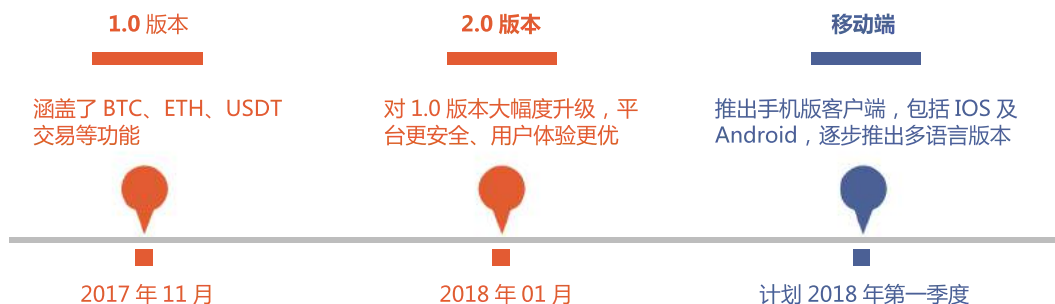 1.0 版本
涵盖了 BTC、ETH、USDT
交易等功能
2017 年 11 月
2.0 版本
对 1.0 版本大幅度升级，平
台更安全、用户体验更优
2018 年 01 月
移动端
推出手机版客户端，包括 IOS 及
Android，逐步推出多语言版本
计划 2018 年第一季度